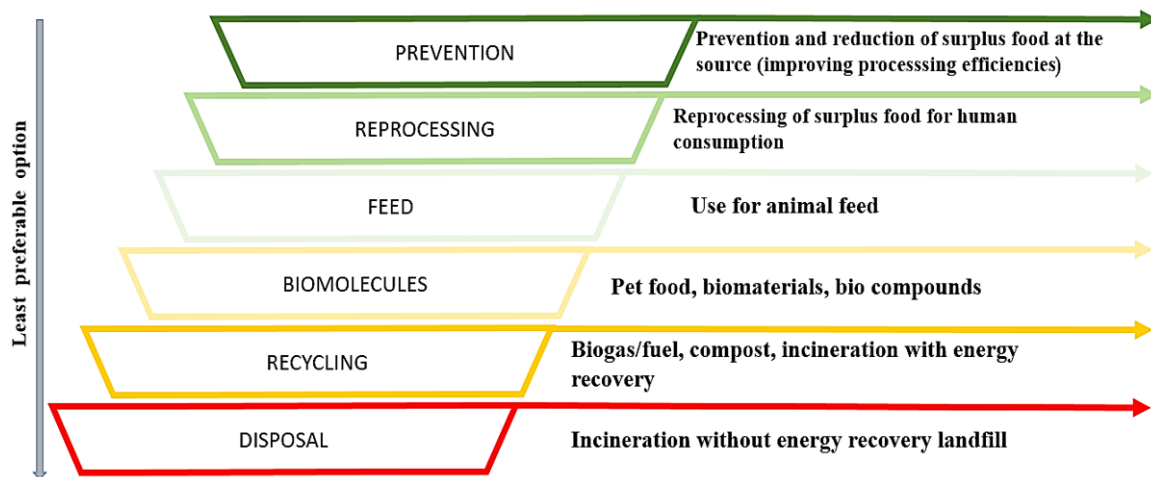 PREVENTION
Prevention and reduction of surplus food at the
source (improving processsing efficiencies)
REPROCESSING
Reprocessing of surplus food for human
consumption
FEED
Use for animal feed
BIOMOLECULES
Pet food, biomaterials, bio compounds
RECYCLING
Biogas/fuel, compost, incineration with energy
recovery
DISPOSAL
Incineration without energy recovery landfill
Least preferable option